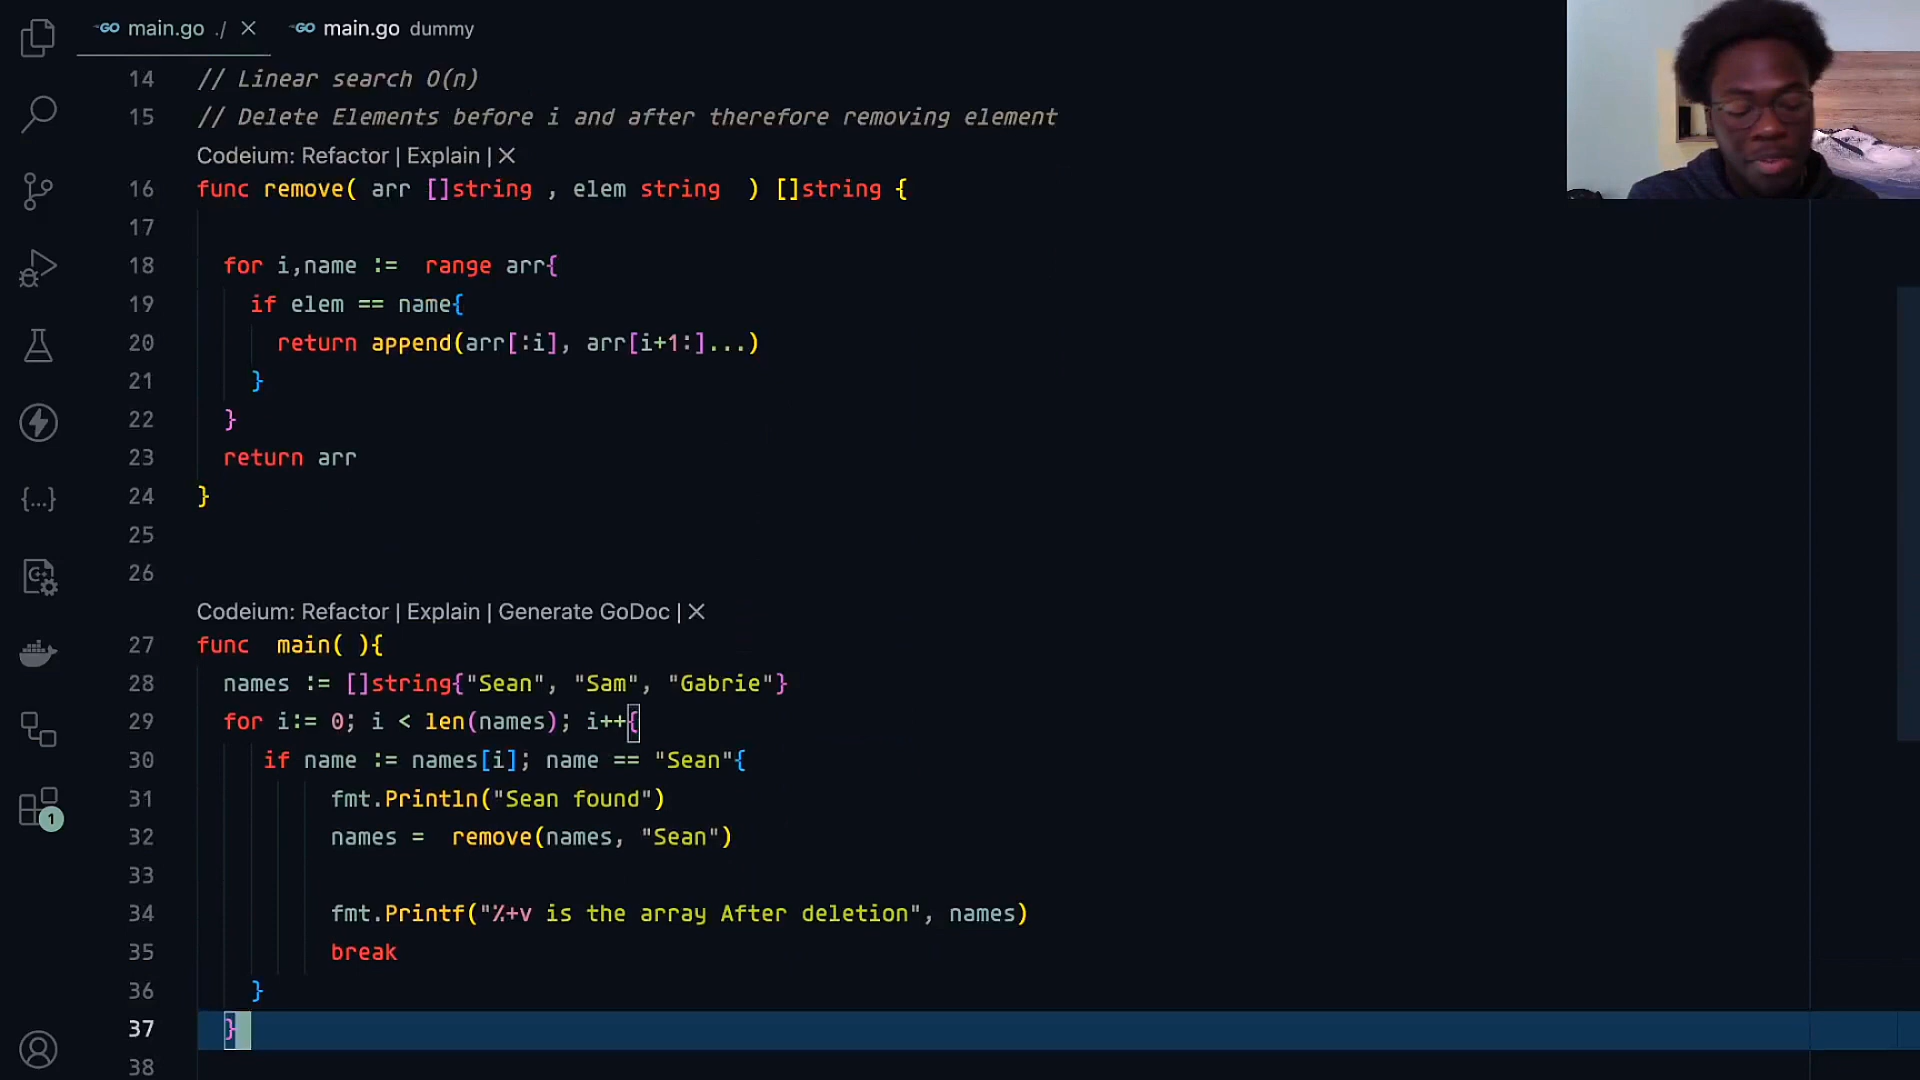 GO main.go ./
GO main.go dummy
14 // Linear search O(n)
15 // Delete Elements before i and after therefore removing element
Codeium: Refactor | Explain | ×
16 func remove( arr []string , elem string  ) []string {
17
18 for i,name :=  range arr{
19 if elem == name{
20 return append(arr[:i], arr[i+1:]...)
21 }
22 }
23 return arr
24 }
25
26
Codeium: Refactor | Explain | Generate GoDoc | ×
27 func  main( ){
28 names := []string{"Sean", "Sam", "Gabrie"}
29 for i:= 0; i < len(names); i++{
30 if name := names[i]; name == "Sean"{
31 fmt.Println("Sean found")
32 names =  remove(names, "Sean")
33
34 fmt.Printf("%+v is the array After deletion", names)
35 break
36 }
37 }
38
1